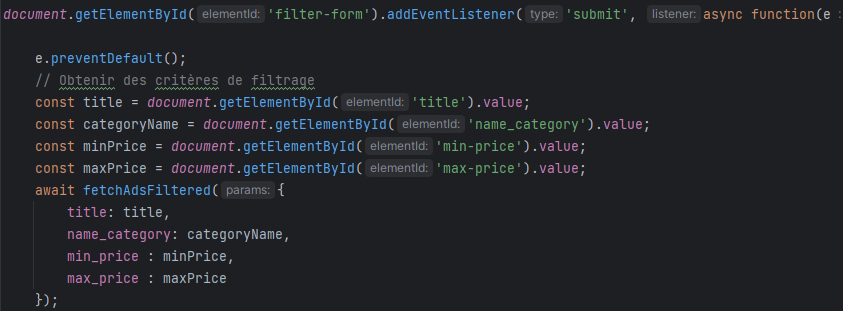 document.getElementById( elementId: 'filter-form').addEventListener( type: 'submit', listener: async function(e :
e.preventDefault();
// Obtenir des critères de filtrage
const title = document.getElementById( elementId: 'title').value;
const categoryName = document.getElementById( elementId: 'name_category').value;
const minPrice = document.getElementById( elementId: 'min-price').value;
const maxPrice = document.getElementById( elementId: 'max-price').value;
await fetchAdsFiltered( params: {
title: title,
name_category: categoryName,
min_price : minPrice,
max_price : maxPrice
});